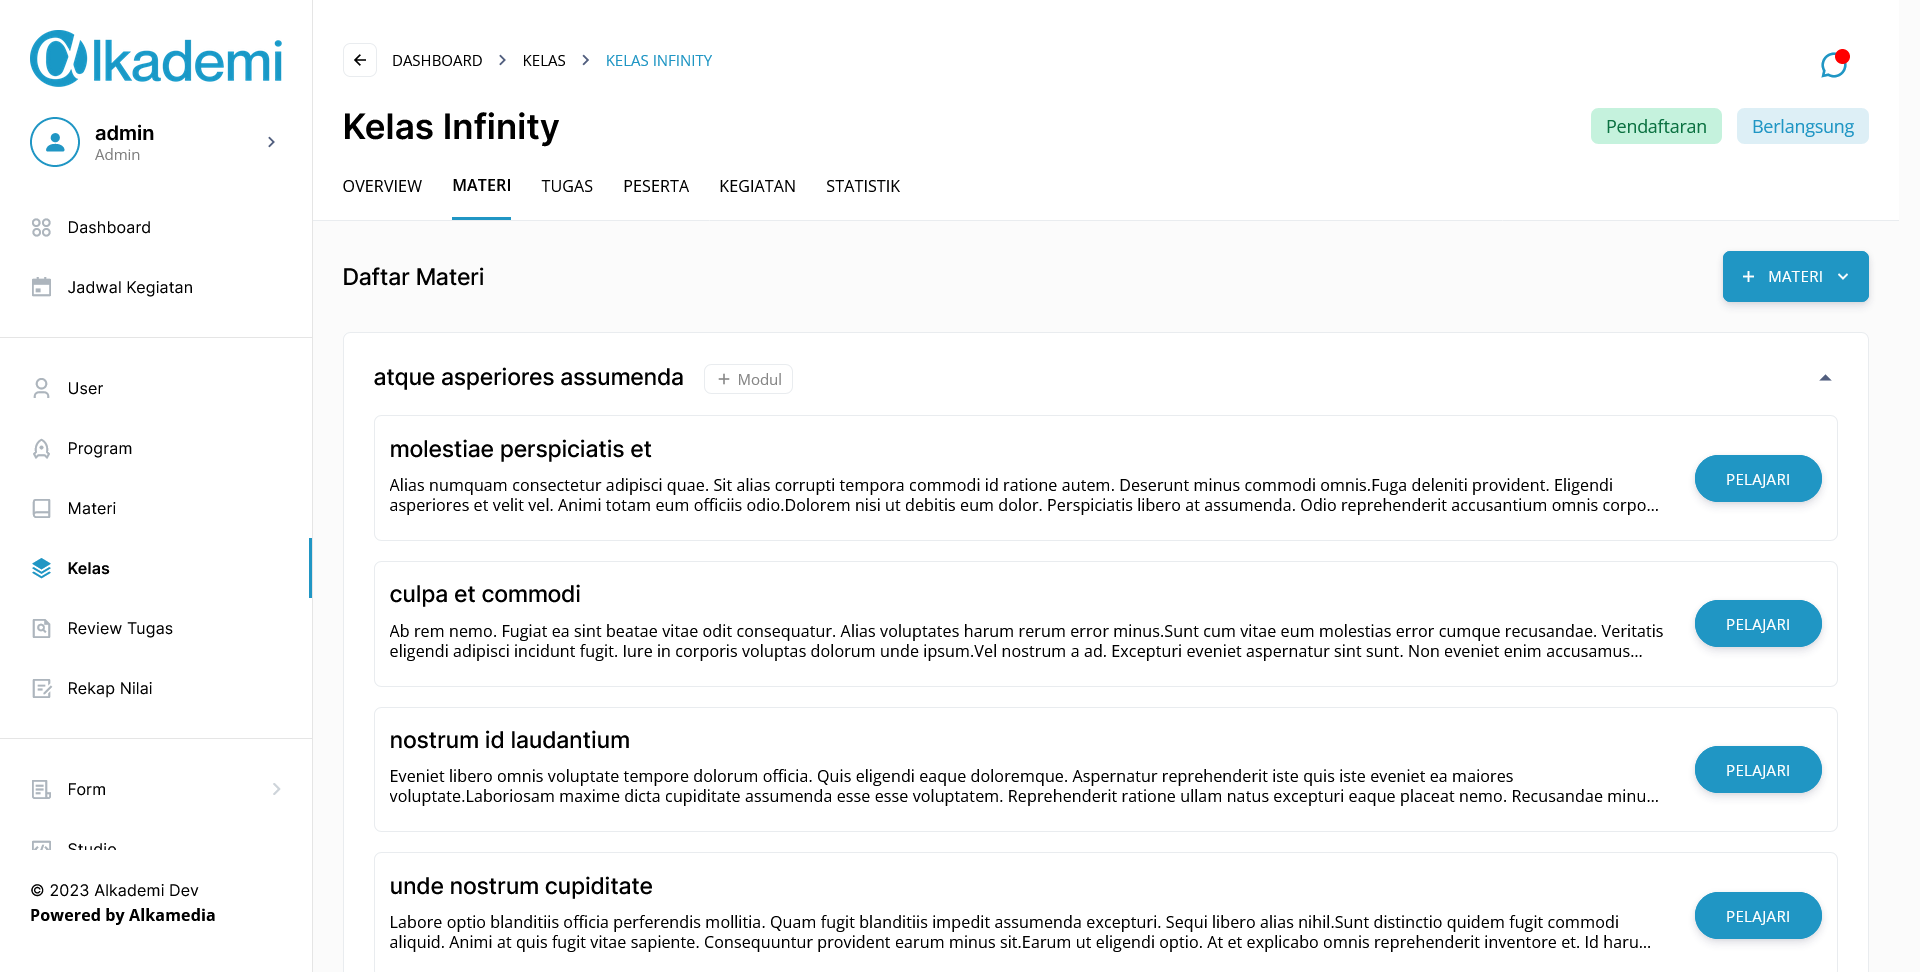 alkademi
admin
Admin
Dashboard
Jadwal Kegiatan
User
Program
Materi
Kelas
Review Tugas
Rekap Nilai
Form
Studio
© 2023 Alkademi Dev
Powered by Alkamedia
DASHBOARD > KELAS > KELAS INFINITY
Kelas Infinity
Pendaftaran
Berlangsung
OVERVIEW MATERI TUGAS PESERTA KEGIATAN STATISTIK
Daftar Materi
+ MATERI
atque asperiores assumenda
+ Modul
molestiae perspiciatis et
Alias numquam consectetur adipisci quae. Sit alias corrupti tempora commodi id ratione autem. Deserunt minus commodi omnis.Fuga deleniti provident. Eligendi
asperiores et velit vel. Animi totam eum officiis odio.Dolorem nisi ut debitis eum dolor. Perspiciatis libero at assumenda. Odio reprehenderit accusantium omnis corpo...
PELAJARI
culpa et commodi
Ab rem nemo. Fugiat ea sint beatae vitae odit consequatur. Alias voluptates harum rerum error minus.Sunt cum vitae eum molestias error cumque recusandae. Veritatis
eligendi adipisci incidunt fugit. Iure in corporis voluptas dolorum unde ipsum.Vel nostrum a ad. Excepturi eveniet aspernatur sint sunt. Non eveniet enim accusamus...
PELAJARI
nostrum id laudantium
Eveniet libero omnis voluptate tempore dolorum officia. Quis eligendi eaque doloremque. Aspernatur reprehenderit iste quis iste eveniet ea maiores
voluptate.Laboriosam maxime dicta cupiditate assumenda esse esse voluptatem. Reprehenderit ratione ullam natus excepturi eaque placeat nemo. Recusandae minu...
PELAJARI
unde nostrum cupiditate
Labore optio blanditiis officia perferendis mollitia. Quam fugit blanditiis impedit assumenda excepturi. Sequi libero alias nihil.Sunt distinctio quidem fugit commodi
aliquid. Animi at quis fugit vitae sapiente. Consequuntur provident earum minus sit.Earum ut eligendi optio. At et explicabo omnis reprehenderit inventore et. Id haru...
PELAJARI